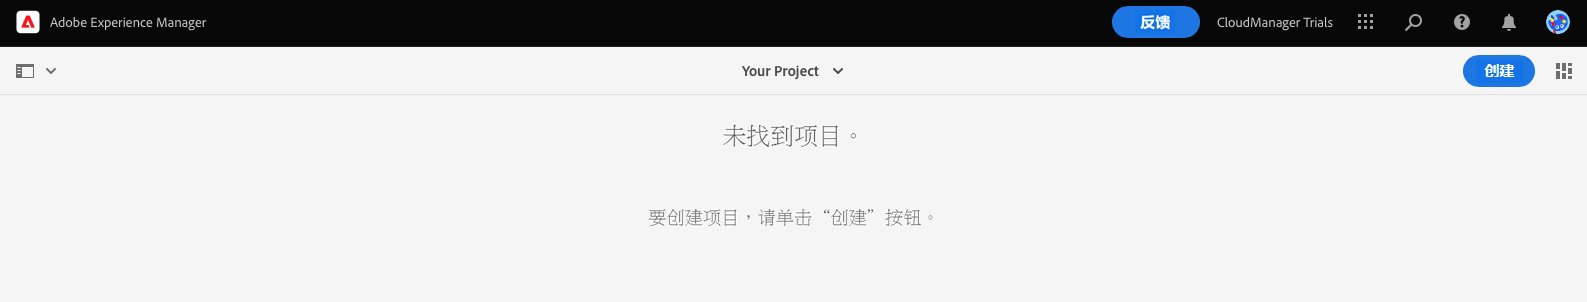 Adobe Experience Manager
反馈
CloudManager Trials
Your Project
创建
未找到项目。
要创建项目，请单击“创建”按钮。